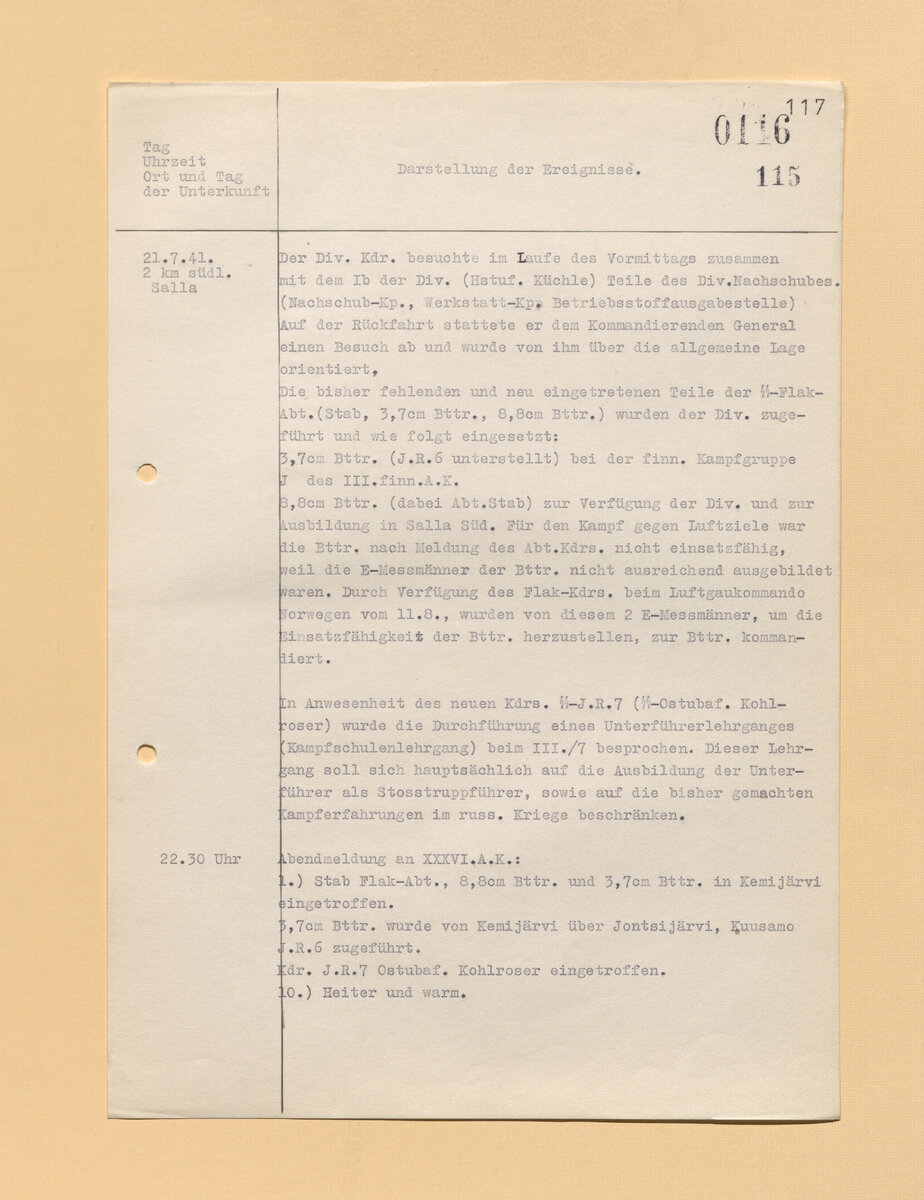 117
0116
115
Tag
Uhrzeit
Ort und Tag
der Unterkunft
Darstellung der Ereignisse.
21.7.41.
2 km südl.
Salla
Der Div. Kdr. besuchte im Laufe des Vormittags zusammen
mit dem Ib der Div. (Hstuf. Küchle) Teile des Div.Nachschubes.
(Nachschub-Kp., Werkstatt-Kp. Betriebsstoffausgabestelle)
Auf der Rückfahrt stattete er dem Kommandierenden General
einen Besuch ab und wurde von ihm über die allgemeine Lage
orientiert,
Die bisher fehlenden und neu eingetretenen Teile der ᛋᛋ-Flak-
Abt.(Stab, 3,7cm Bttr., 8,8cm Bttr.) wurden der Div. zuge-
führt und wie folgt eingesetzt:
3,7cm Bttr. (J.R.6 unterstellt) bei der finn. Kampfgruppe
J des III.finn.A.K.
8,8cm Bttr. (dabei Abt.Stab) zur Verfügung der Div. und zur
Ausbildung in Salla Süd. Für den Kampf gegen Luftziele war
die Bttr. nach Meldung des Abt.Kdrs. nicht einsatzfähig,
weil die E-Messmänner der Bttr. nicht ausreichend ausgebildet
waren. Durch Verfügung des Flak-Kdrs. beim Luftgaukommando
Norwegen vom 11.8., wurden von diesem 2 E-Messmänner, um die
Einsatzfähigkeit der Bttr. herzustellen, zur Bttr. komman-
diert.
In Anwesenheit des neuen Kdrs. ᛋᛋ-J.R.7 (ᛋᛋ-Ostubaf. Kohl-
roser) wurde die Durchführung eines Unterführerlehrganges
(Kampfschulenlehrgang) beim III./7 besprochen. Dieser Lehr-
gang soll sich hauptsächlich auf die Ausbildung der Unter-
führer als Stosstruppführer, sowie auf die bisher gemachten
Kampferfahrungen im russ. Kriege beschränken.
22.30 Uhr
Abendmeldung an XXXVI.A.K.:
1.) Stab Flak-Abt., 8,8cm Bttr. und 3,7cm Bttr. in Kemijärvi
eingetroffen.
3,7cm Bttr. wurde von Kemijärvi über Jontsijärvi, Kuusamo
J.R.6 zugeführt.
Kdr. J.R.7 Ostubaf. Kohlroser eingetroffen.
10.) Heiter und warm.